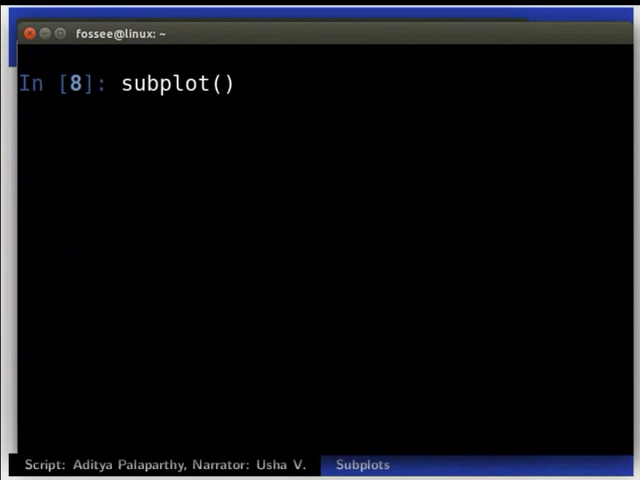 fossee@linux: ~
In [8]: subplot()
Script: Aditya Palaparthy, Narrator: Usha V.
Subplots